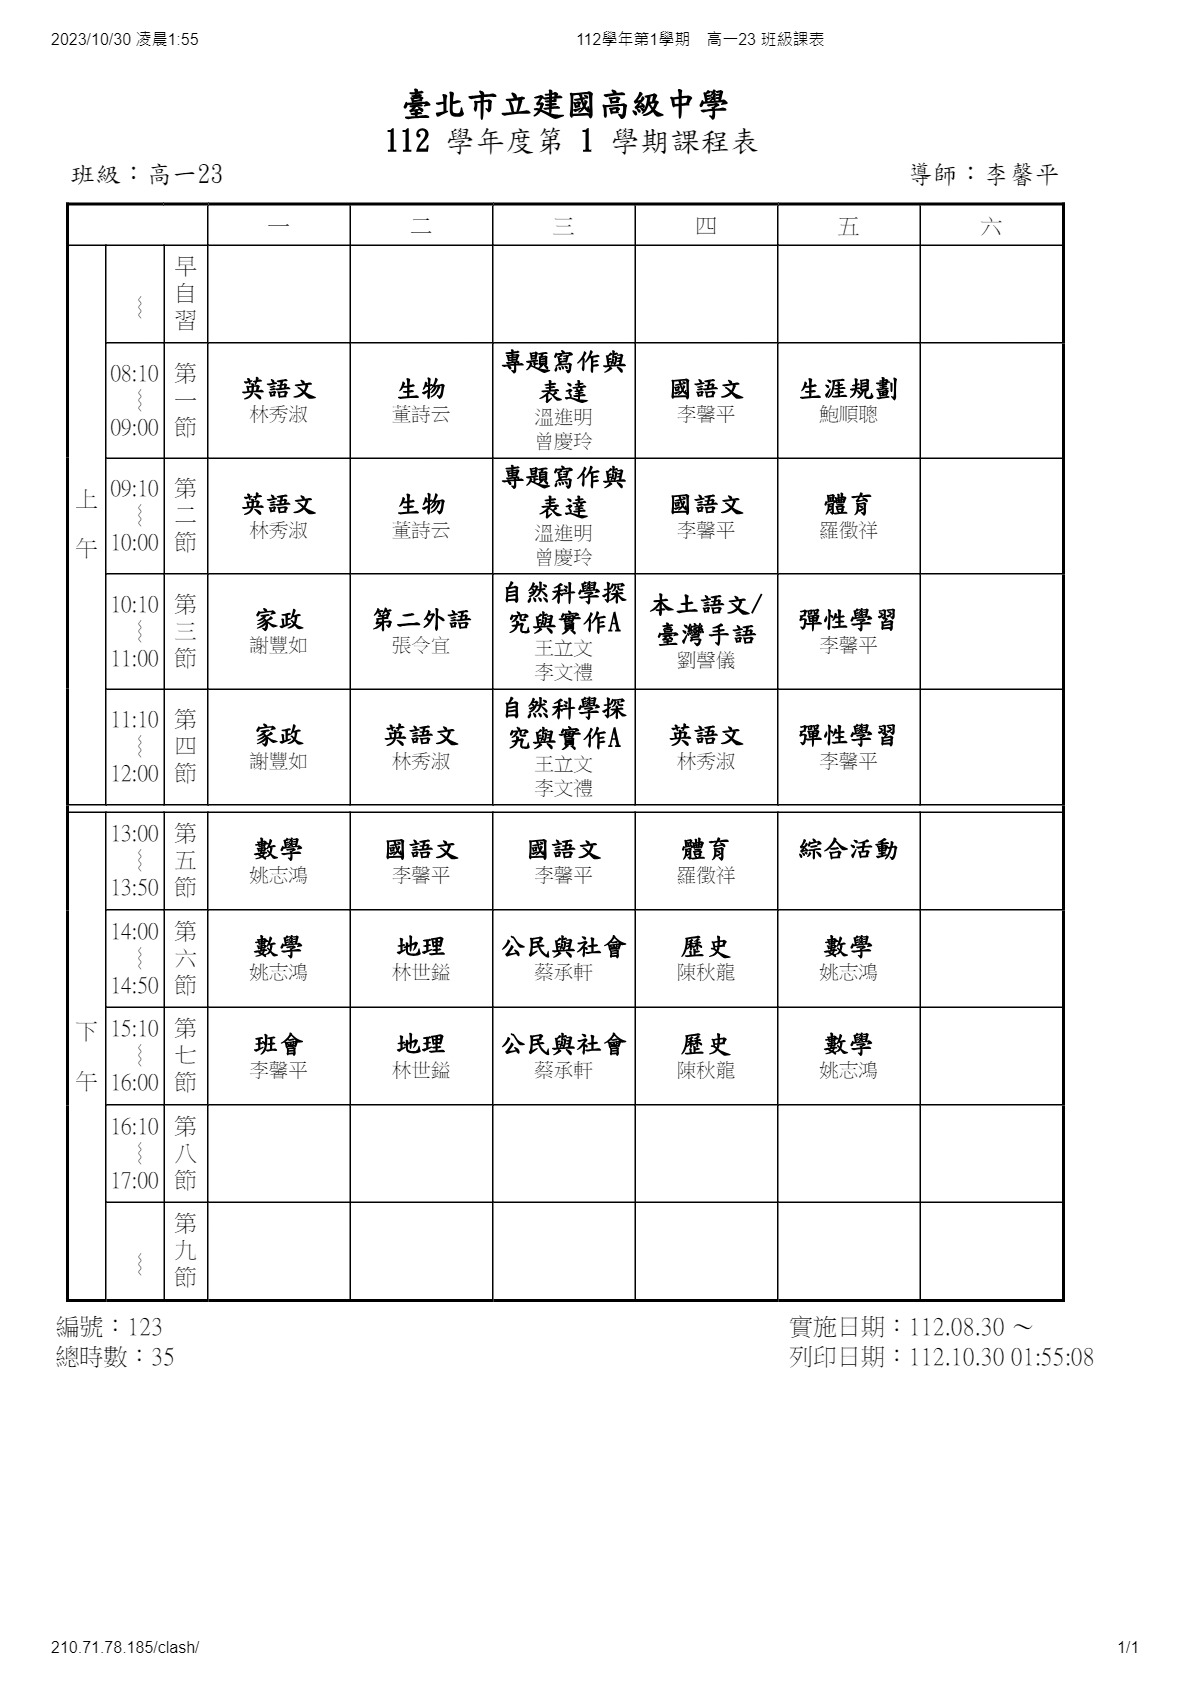 2023/10/30 凌晨1:55
112學年第1學期 高一23 班級課表
臺北市立建國高級中學
112 學年度第 1 學期課程表
班級：高一23
導師：李馨平
一 二 三 四 五 六
上午
～ 早自習
08:10～09:00 第一節
英語文
林秀淑
生物
董詩云
專題寫作與
表達
溫進明
曾慶玲
國語文
李馨平
生涯規劃
鮑順聰
09:10～10:00 第二節
英語文
林秀淑
生物
董詩云
專題寫作與
表達
溫進明
曾慶玲
國語文
李馨平
體育
羅徵祥
10:10～11:00 第三節
家政
謝豐如
第二外語
張令宜
自然科學探
究與實作A
王立文
李文禮
本土語文/
臺灣手語
劉謦儀
彈性學習
李馨平
11:10～12:00 第四節
家政
謝豐如
英語文
林秀淑
自然科學探
究與實作A
王立文
李文禮
英語文
林秀淑
彈性學習
李馨平
下午
13:00～13:50 第五節
數學
姚志鴻
國語文
李馨平
國語文
李馨平
體育
羅徵祥
綜合活動
14:00～14:50 第六節
數學
姚志鴻
地理
林世鎰
公民與社會
蔡承軒
歷史
陳秋龍
數學
姚志鴻
15:10～16:00 第七節
班會
李馨平
地理
林世鎰
公民與社會
蔡承軒
歷史
陳秋龍
數學
姚志鴻
16:10～17:00 第八節
～ 第九節
編號：123
總時數：35
實施日期：112.08.30 ～
列印日期：112.10.30 01:55:08
210.71.78.185/clash/
1/1